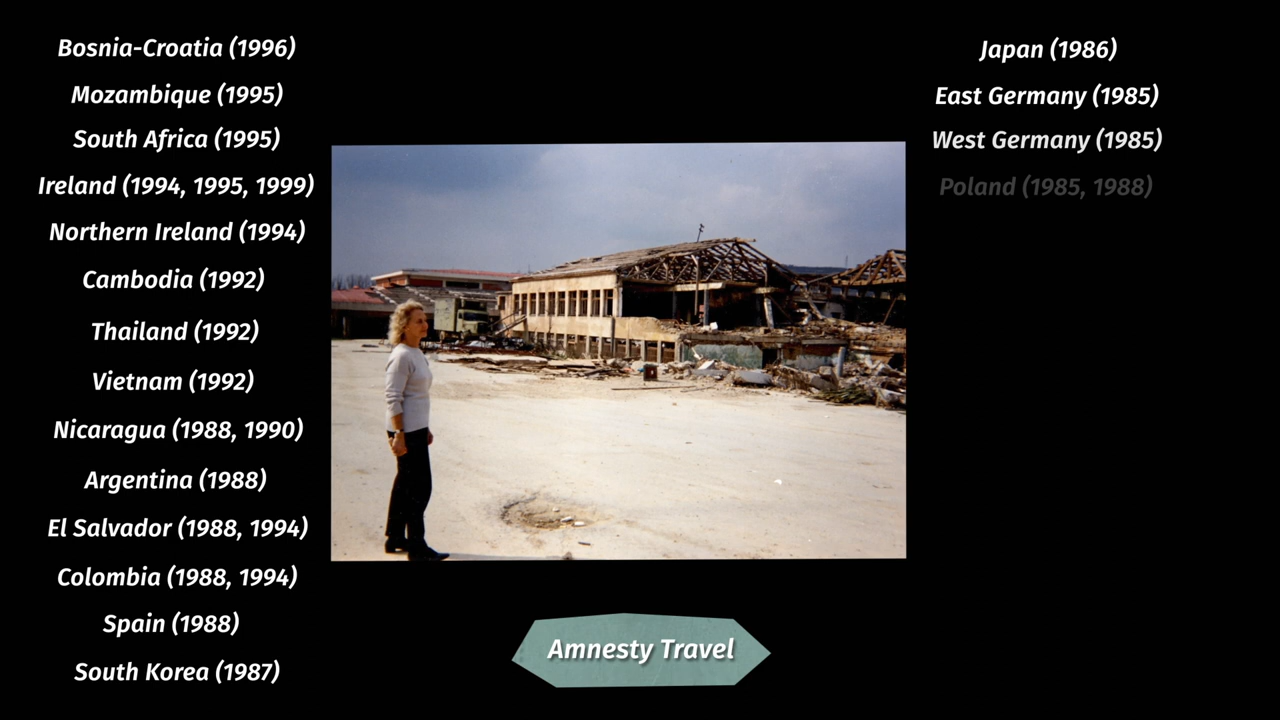 Bosnia-Croatia (1996)
Mozambique (1995)
South Africa (1995)
Ireland (1994, 1995, 1999)
Northern Ireland (1994)
Cambodia (1992)
Thailand (1992)
Vietnam (1992)
Nicaragua (1988, 1990)
Argentina (1988)
El Salvador (1988, 1994)
Colombia (1988, 1994)
Spain (1988)
South Korea (1987)
Japan (1986)
East Germany (1985)
West Germany (1985)
Poland (1985, 1988)
Amnesty Travel